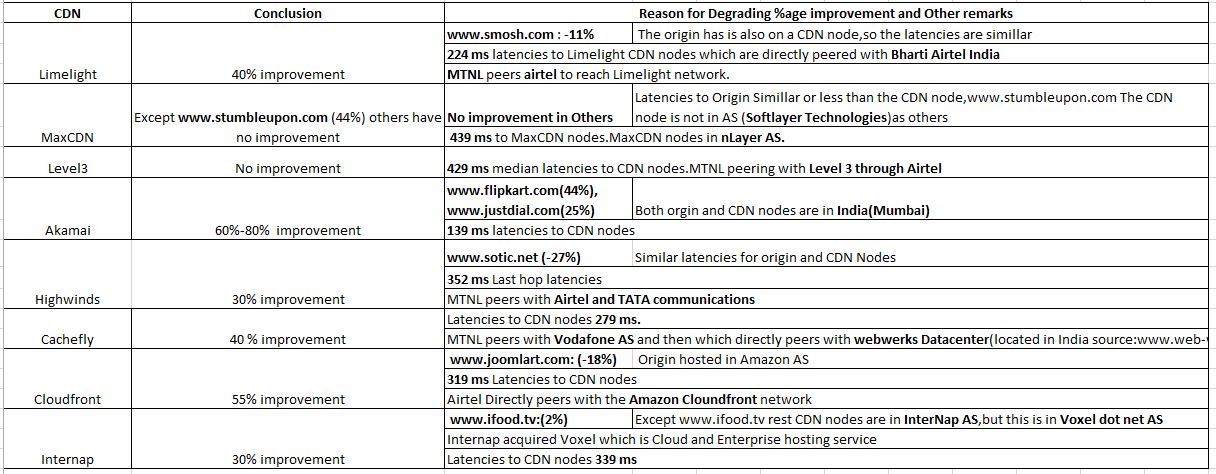 CDN Conclusion Reason for Degrading %age improvement and Other remarks
www.smosh.com : -11% The origin has is also on a CDN node,so the latencies are simillar
224 ms latencies to Limelight CDN nodes which are directly peered with Bharti Airtel India
Limelight 40% improvement MTNL peers airtel to reach Limelight network.
Latencies to Origin Simillar or less than the CDN node,www.stumbleupon.com The CDN
Except www.stumbleupon.com (44%) others have No improvement in Others node is not in AS (Softlayer Technologies)as others
MaxCDN no improvement 439 ms to MaxCDN nodes.MaxCDN nodes in nLayer AS.
Level3 No improvement 429 ms median latencies to CDN nodes.MTNL peering with Level 3 through Airtel
www.flipkart.com(44%),
www.justdial.com(25%) Both orgin and CDN nodes are in India(Mumbai)
Akamai 60%-80% improvement 139 ms latencies to CDN nodes
www.sotic.net (-27%) Similar latencies for origin and CDN Nodes
352 ms Last hop latencies
Highwinds 30% improvement MTNL peers with Airtel and TATA communications
Latencies to CDN nodes 279 ms.
Cachefly 40 % improvement MTNL peers with Vodafone AS and then which directly peers with webwerks Datacenter(located in India source:www.web-
www.joomlart.com: (-18%) Origin hosted in Amazon AS
319 ms Latencies to CDN nodes
Cloudfront 55% improvement Airtel Directly peers with the Amazon Cloundfront network
www.ifood.tv:(2%) Except www.ifood.tv rest CDN nodes are in InterNap AS,but this is in Voxel dot net AS
Internap acquired Voxel which is Cloud and Enterprise hosting service
Internap 30% improvement Latencies to CDN nodes 339 ms